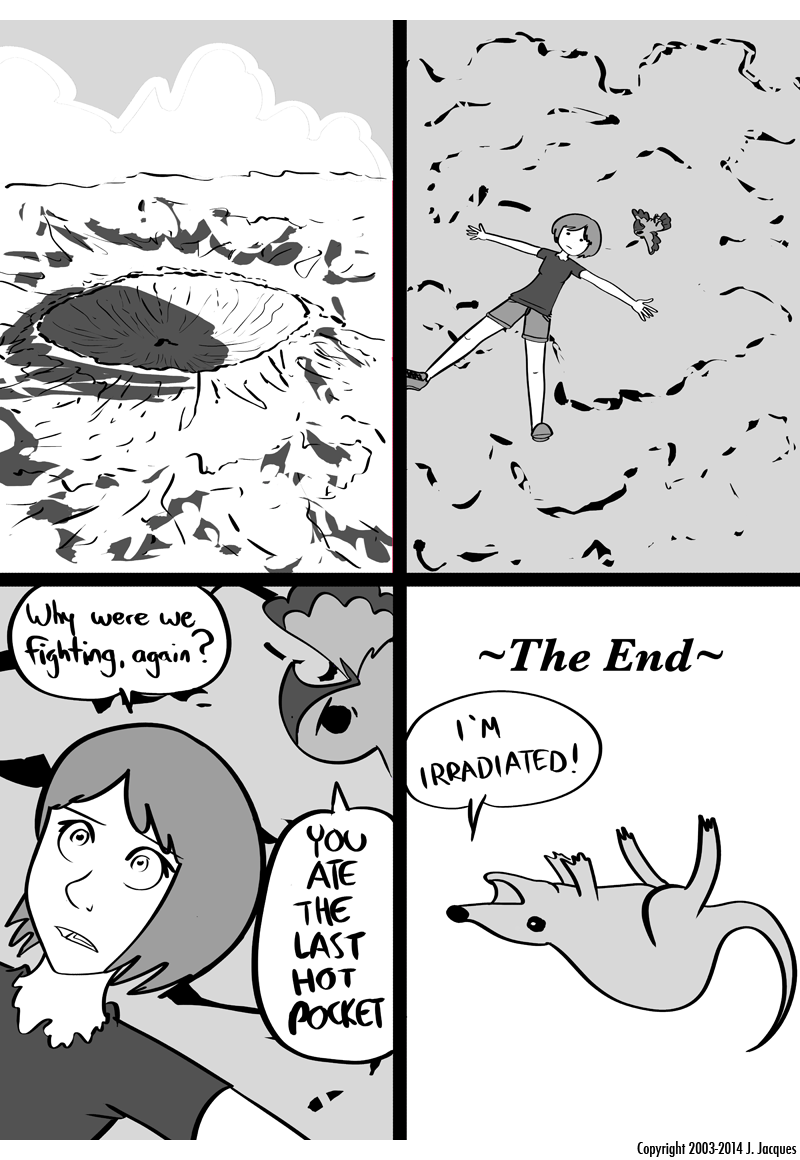 Why were we
fighting, again?
YOU
ATE
THE
LAST
HOT
POCKET
~The End~
I'M
IRRADIATED!
Copyright 2003-2014 J. Jacques